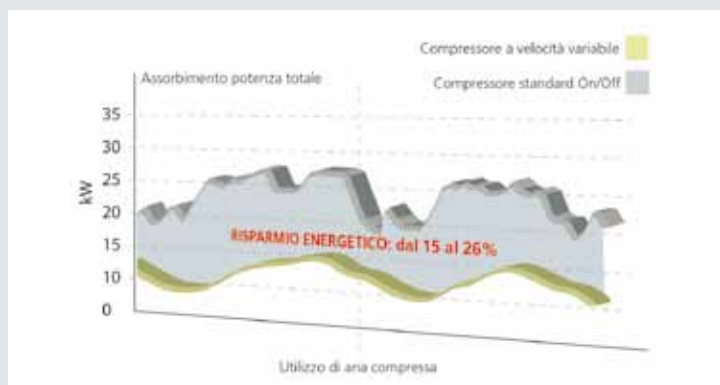 Compressore a velocità variabile
Compressore standard On/Off
Assorbimento potenza totale
35
30
25
20
15
10
0
kW
RISPARMIO ENERGETICO: dal 15 al 26%
Utilizzo di aria compressa